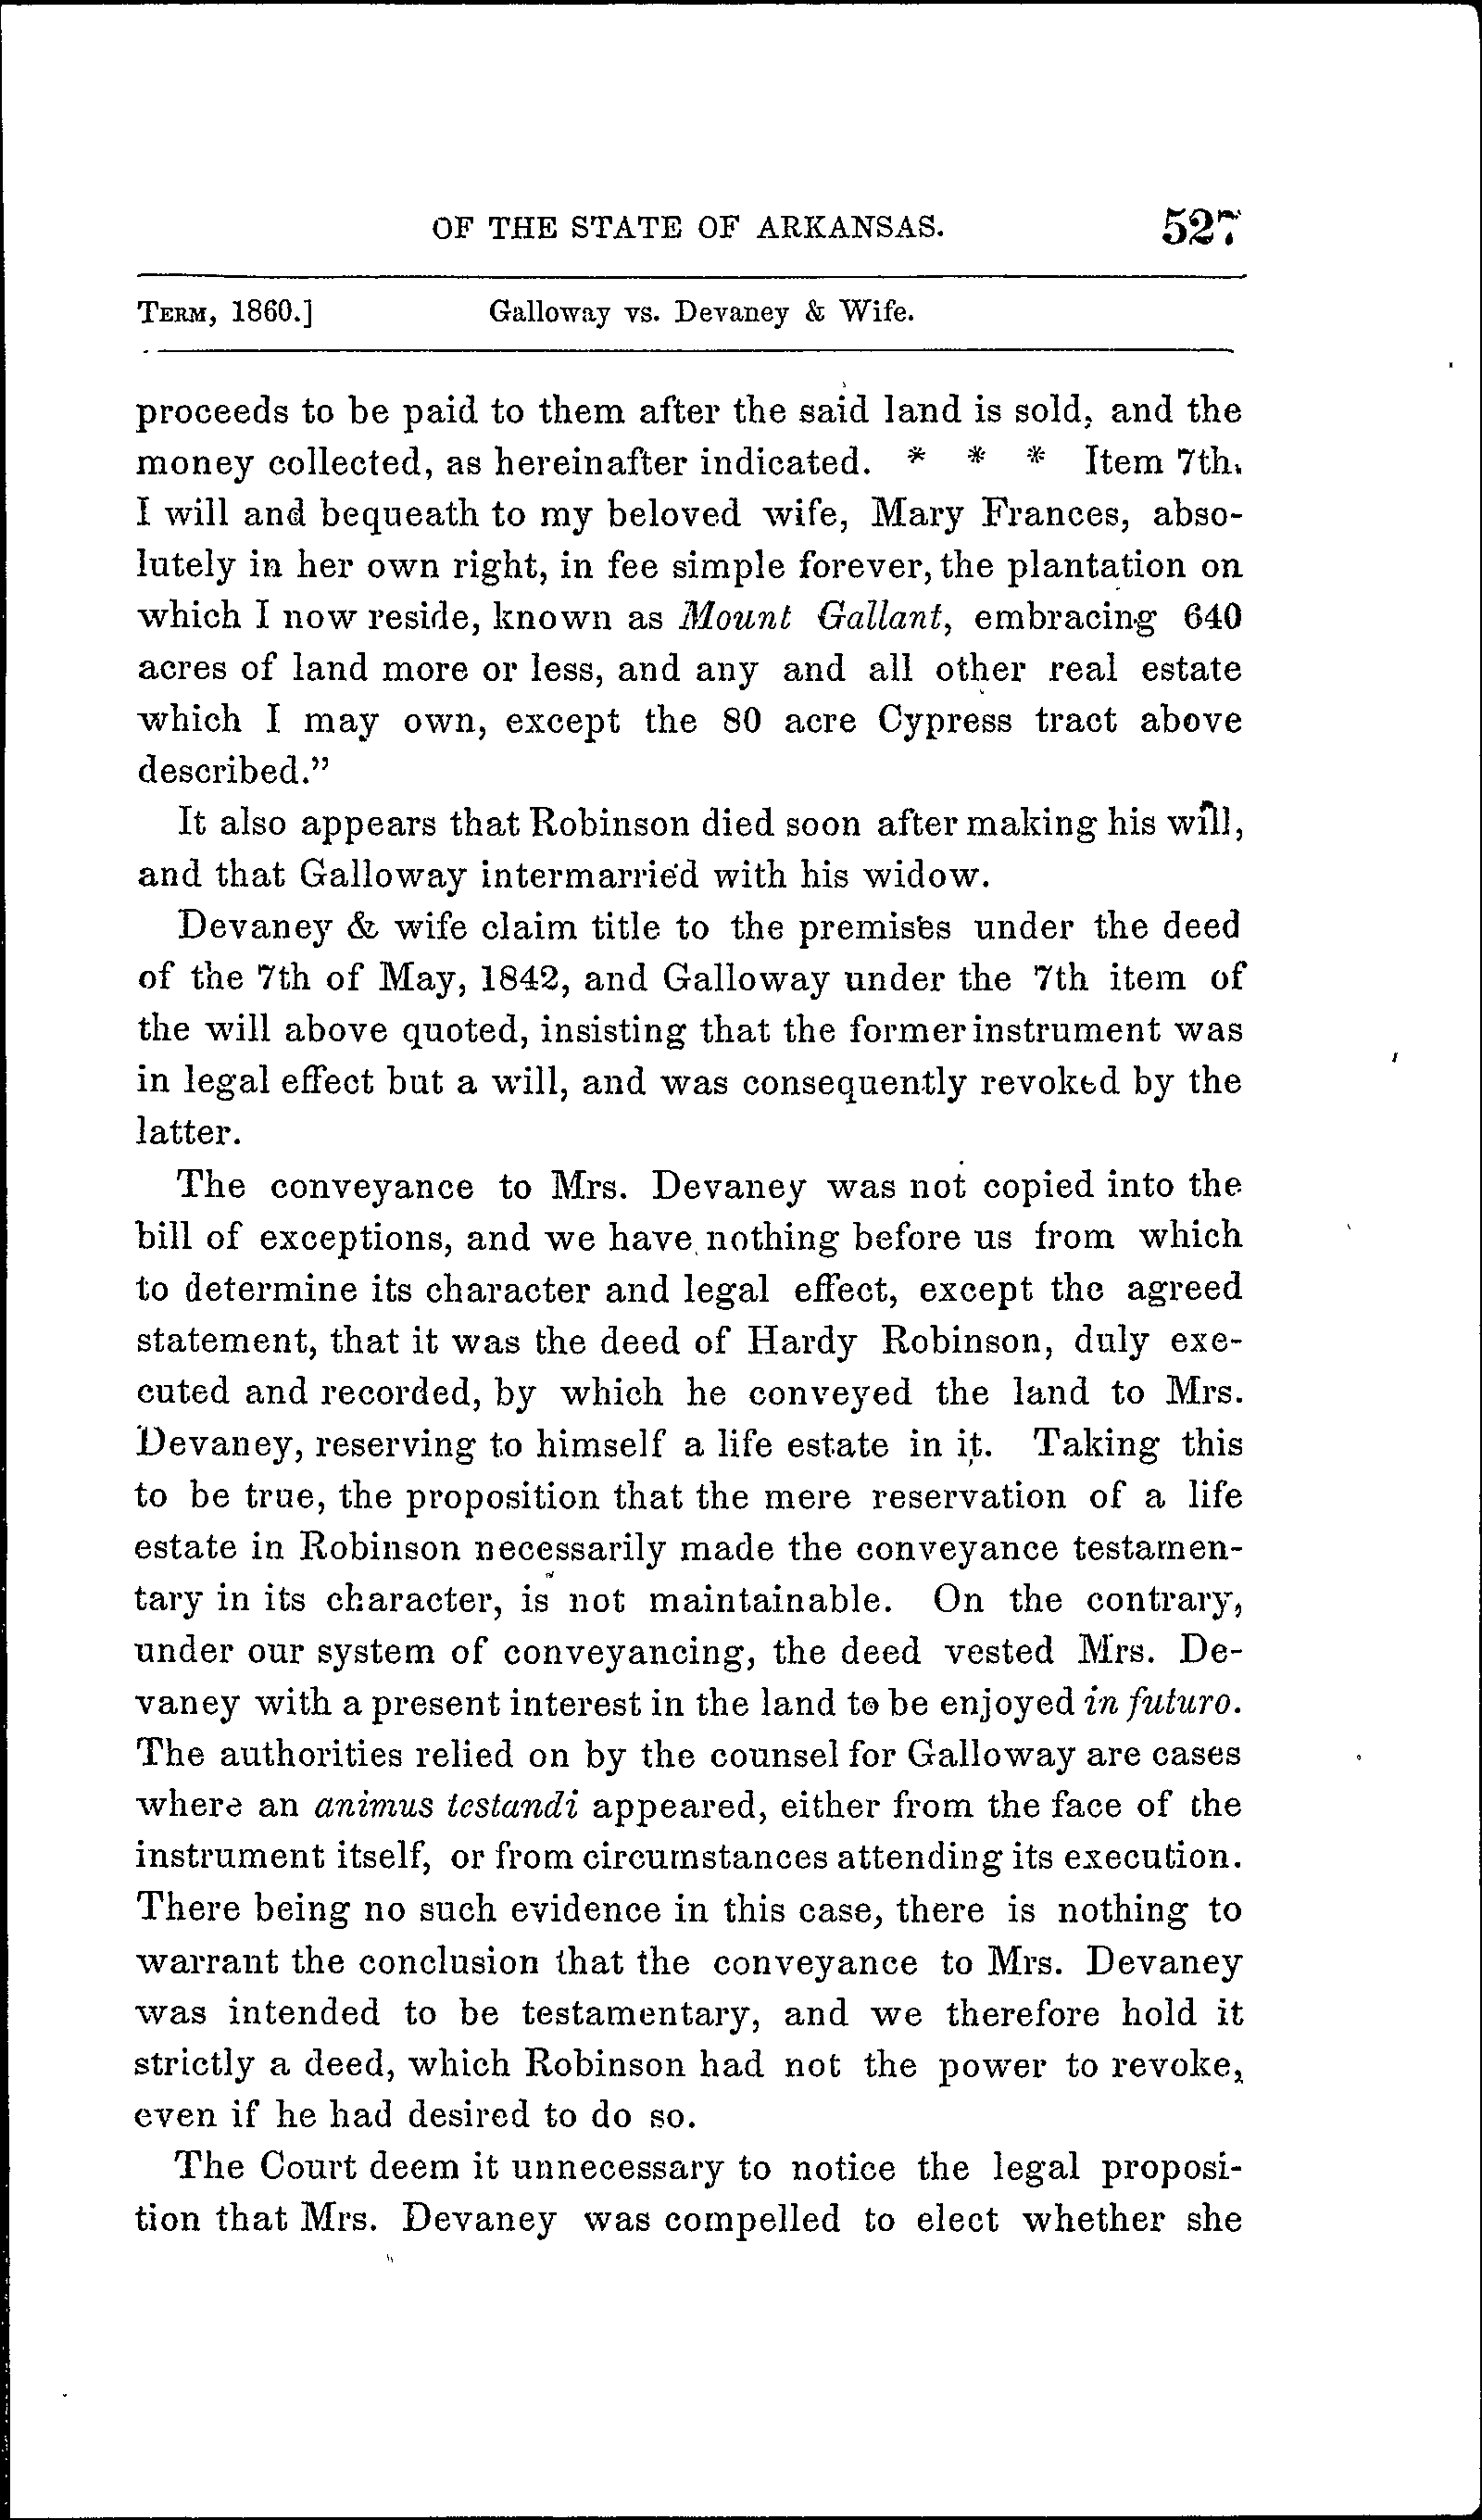 OF THE STATE OF ARKANSAS. 527
TERM, 1860.] Galloway vs. Devaney & Wife.
proceeds to be paid to them after the said land is sold, and the
money collected, as hereinafter indicated. * * * Item 7th.
I will and bequeath to my beloved wife, Mary Frances, abso-
lutely in her own right, in fee simple forever, the plantation on
which I now reside, known as Mount Gallant, embracing 640
acres of land more or less, and any and all other real estate
which I may own, except the 80 acre Cypress tract above
described.”
It also appears that Robinson died soon after making his will,
and that Galloway intermarried with his widow.
Devaney & wife claim title to the premises under the deed
of the 7th of May, 1842, and Galloway under the 7th item of
the will above quoted, insisting that the former instrument was
in legal effect but a will, and was consequently revoked by the
latter.
The conveyance to Mrs. Devaney was not copied into the
bill of exceptions, and we have nothing before us from which
to determine its character and legal effect, except the agreed
statement, that it was the deed of Hardy Robinson, duly exe-
cuted and recorded, by which he conveyed the land to Mrs.
Devaney, reserving to himself a life estate in it. Taking this
to be true, the proposition that the mere reservation of a life
estate in Robinson necessarily made the conveyance testamen-
tary in its character, is not maintainable. On the contrary,
under our system of conveyancing, the deed vested Mrs. De-
vaney with a present interest in the land to be enjoyed in futuro.
The authorities relied on by the counsel for Galloway are cases
where an animus testandi appeared, either from the face of the
instrument itself, or from circumstances attending its execution.
There being no such evidence in this case, there is nothing to
warrant the conclusion that the conveyance to Mrs. Devaney
was intended to be testamentary, and we therefore hold it
strictly a deed, which Robinson had not the power to revoke,
even if he had desired to do so.
The Court deem it unnecessary to notice the legal proposi-
tion that Mrs. Devaney was compelled to elect whether she